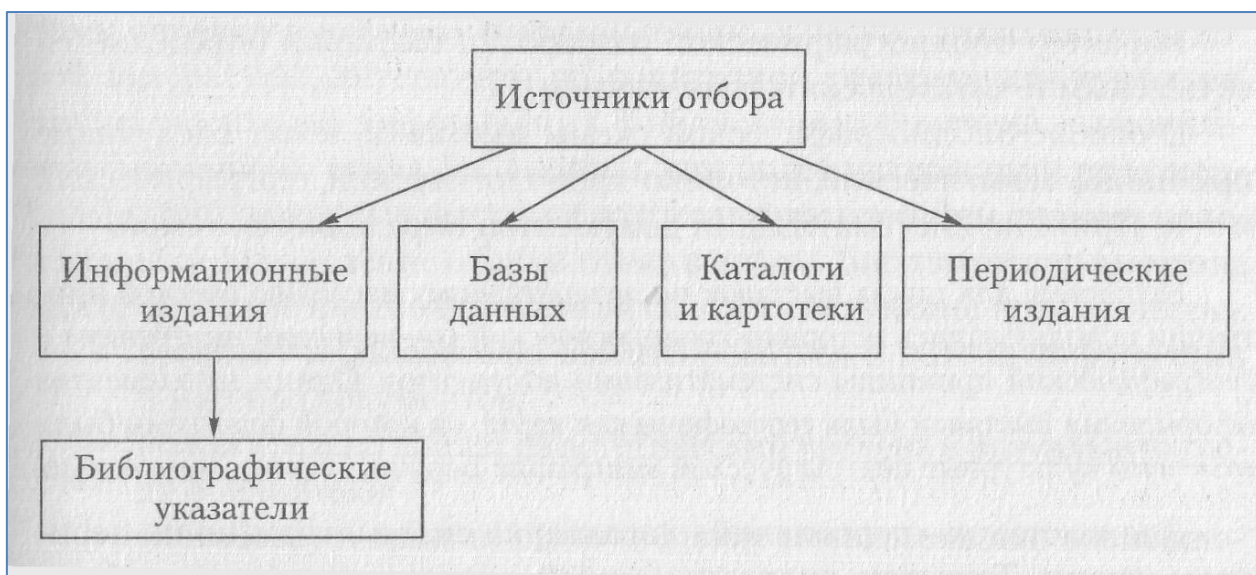 Источники отбора
Информационные
издания
Базы
данных
Каталоги
и картотеки
Периодические
издания
Библиографические
указатели